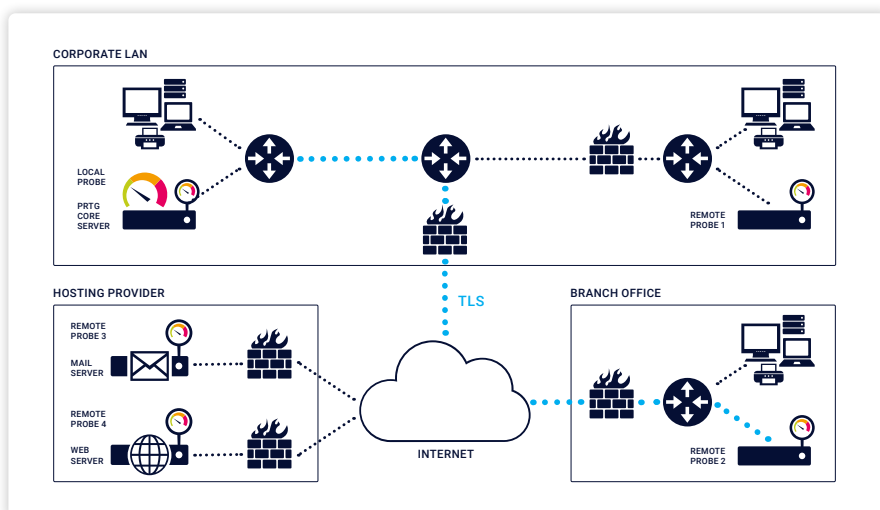 CORPORATE LAN
LOCAL
PROBE
PRTG
CORE
SERVER
REMOTE
PROBE 1
TLS
HOSTING PROVIDER
REMOTE
PROBE 3
MAIL
SERVER
REMOTE
PROBE 4
WEB
SERVER
INTERNET
BRANCH OFFICE
REMOTE
PROBE 2